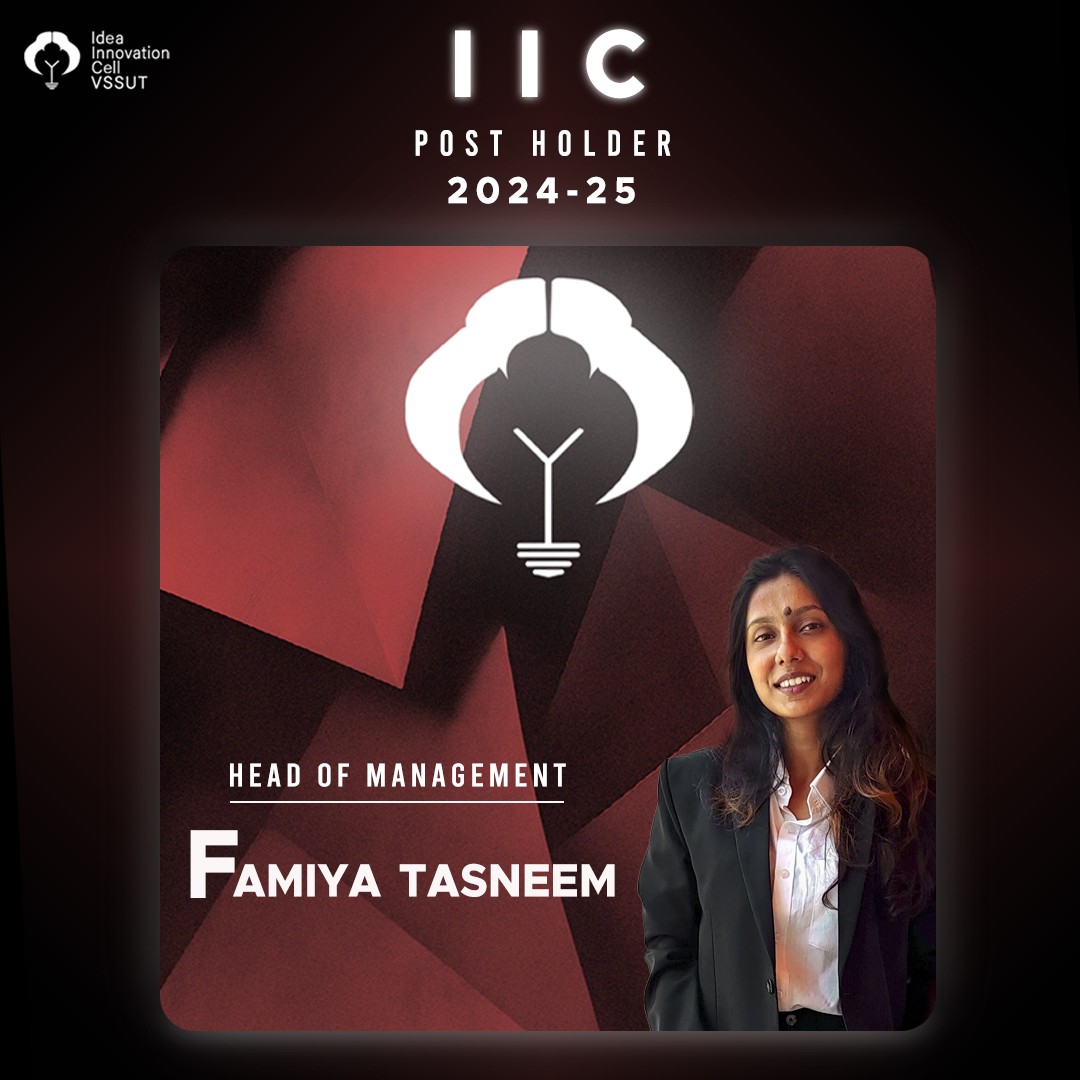 Idea
Innovation
Cell
VSSUT
IIC
POST HOLDER
2024-25
HEAD OF MANAGEMENT
FAMIYA TASNEEM